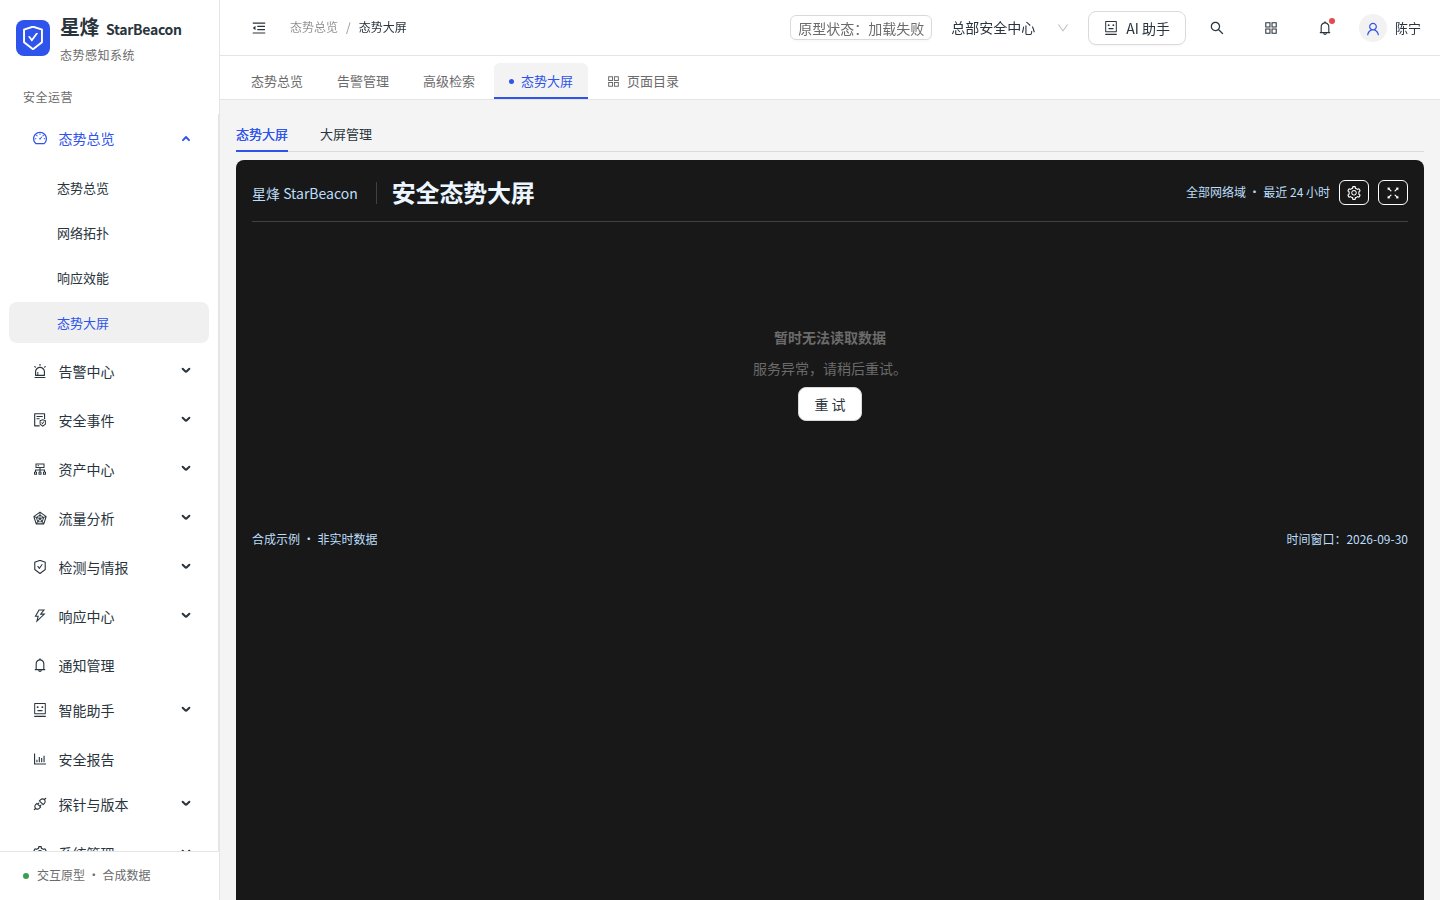 星烽 StarBeacon
态势感知系统
安全运营
态势总览
态势总览
网络拓扑
响应效能
态势大屏
告警中心
安全事件
资产中心
流量分析
检测与情报
响应中心
通知管理
智能助手
安全报告
探针与版本
系统管理
交互原型 · 合成数据
态势总览 / 态势大屏
原型状态：加载失败
总部安全中心
AI 助手
陈宁
态势总览
告警管理
高级检索
态势大屏
页面目录
态势大屏
大屏管理
星烽 StarBeacon
安全态势大屏
全部网络域 · 最近 24 小时
暂时无法读取数据
服务异常，请稍后重试。
重 试
合成示例 · 非实时数据
时间窗口：2026-09-30